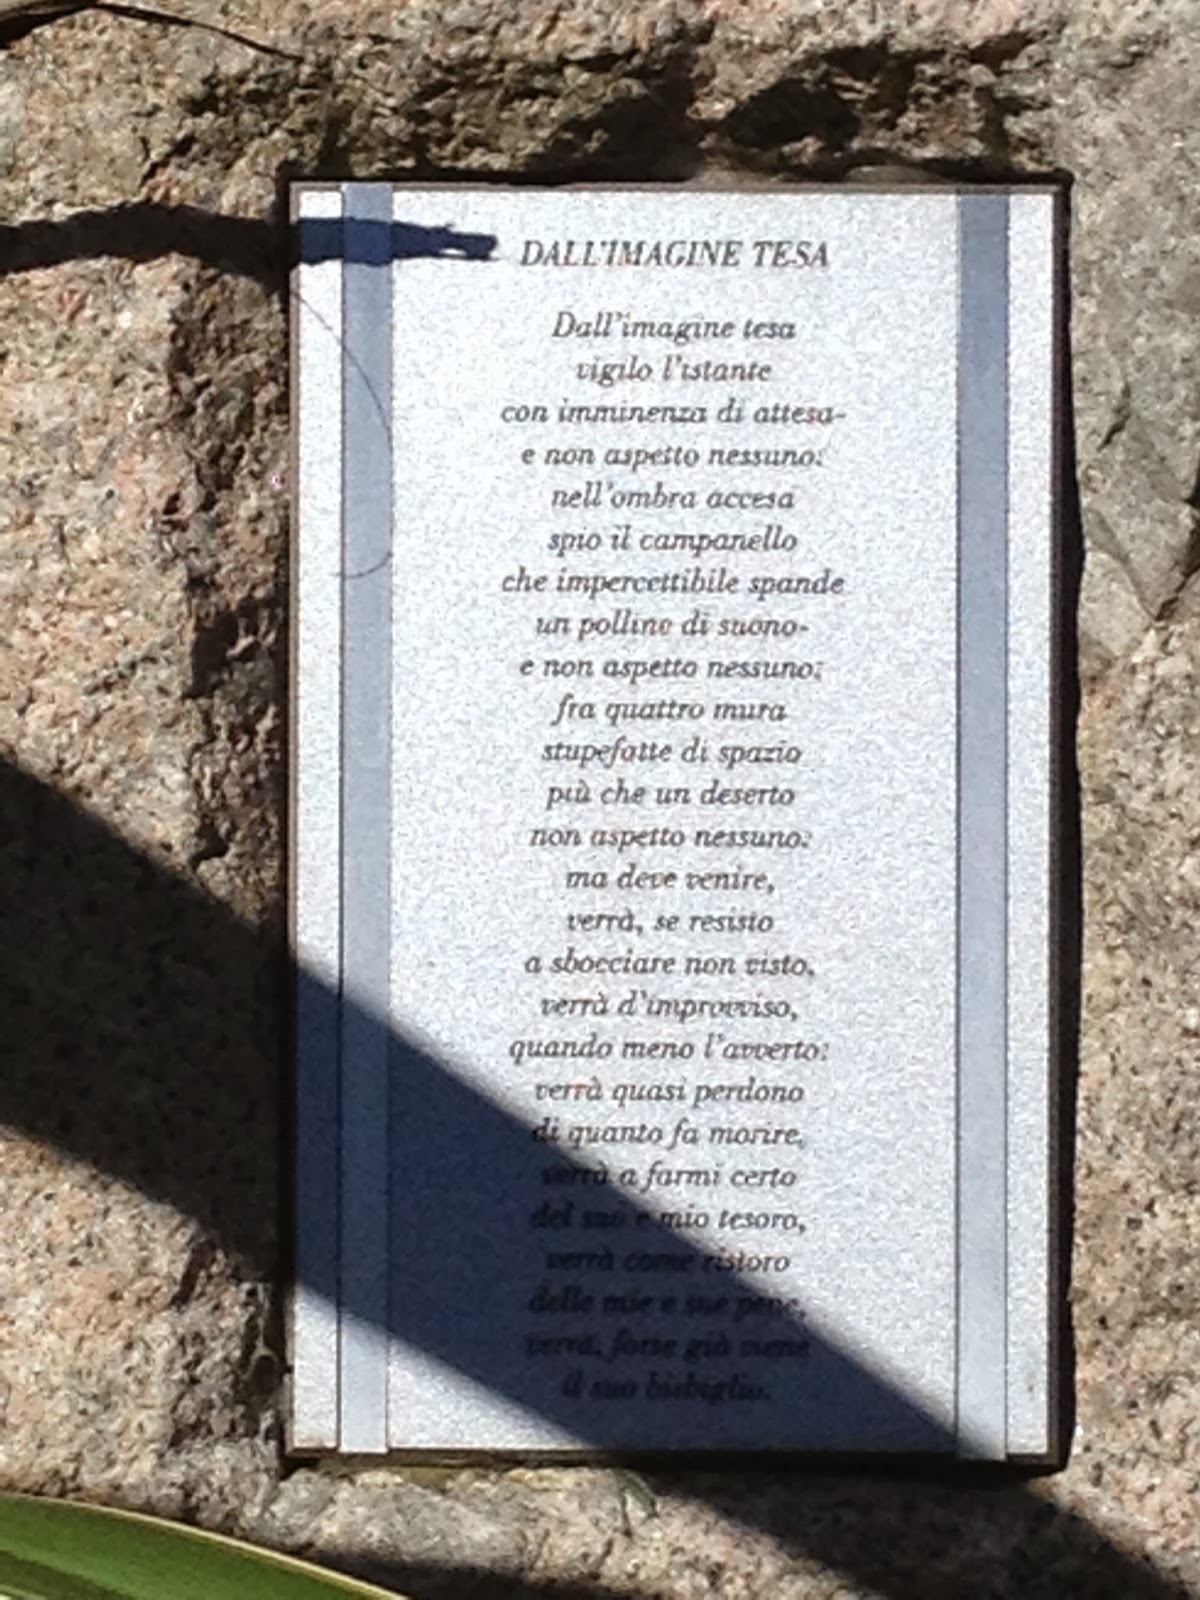 DALL'IMAGINE TESA
Dall'imagine tesa
vigilo l'istante
con imminenza di attesa-
e non aspetto nessuno:
nell'ombra accesa
spio il campanello
che impercettibile spande
un polline di suono-
e non aspetto nessuno:
fra quattro mura
stupefatte di spazio
più che un deserto
non aspetto nessuno:
ma deve venire,
verrà, se resisto
a sbocciare non visto,
verrà d'improvviso,
quando meno l'avverto:
verrà quasi perdono
di quanto fa morire,
verrà a farmi certo
del suo e mio tesoro,
verrà come ristoro
delle mie e sue pene,
verrà, forse già viene
il suo bisbiglio.